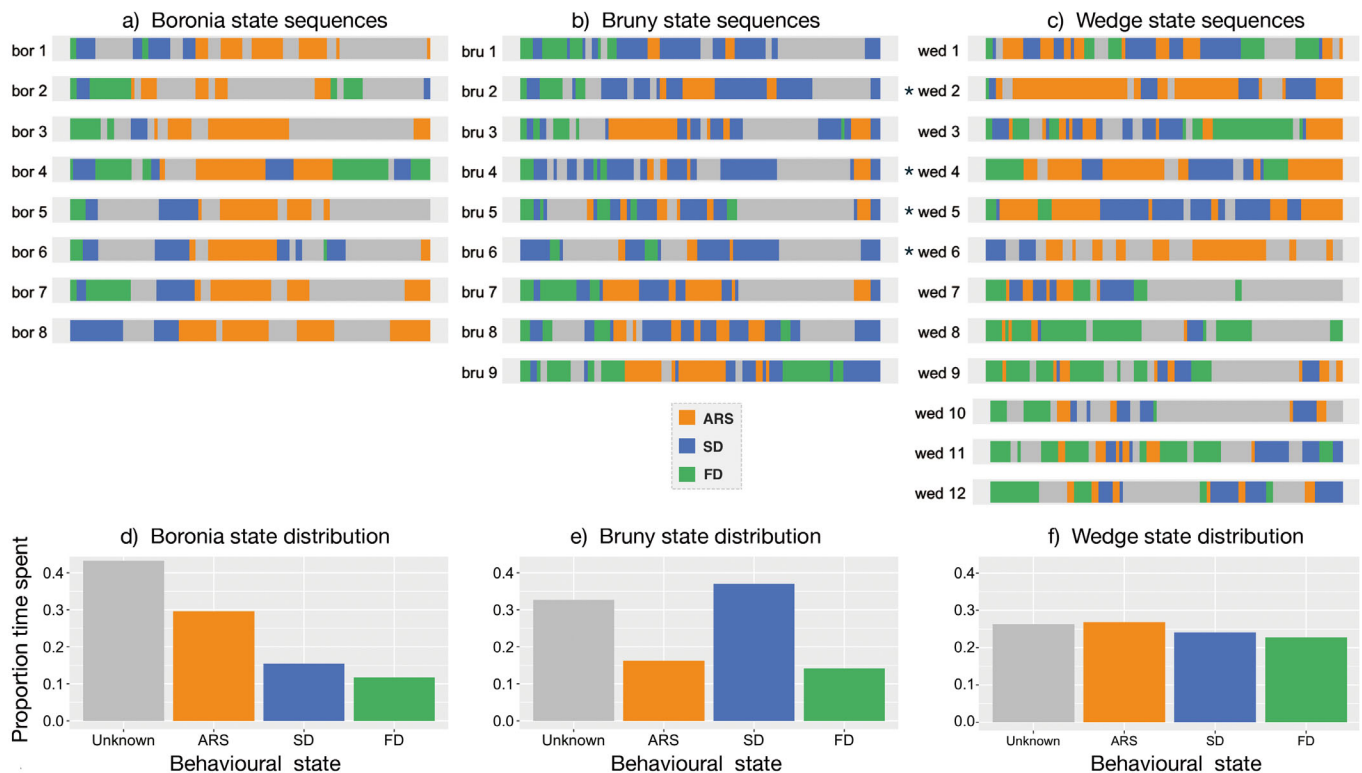 a) Boronia state sequences
bor 1
bor 2
bor 3
bor 4
bor 5
bor 6
bor 7
bor 8
b) Bruny state sequences
bru 1
bru 2
bru 3
bru 4
bru 5
bru 6
bru 7
bru 8
bru 9
c) Wedge state sequences
wed 1
* wed 2
wed 3
* wed 4
* wed 5
* wed 6
wed 7
wed 8
wed 9
wed 10
wed 11
wed 12
ARS
SD
FD
d) Boronia state distribution
Proportion time spent
0.4
0.3
0.2
0.1
0.0
Unknown ARS SD FD
Behavioural state
e) Bruny state distribution
0.4
0.3
0.2
0.1
0.0
Unknown ARS SD FD
Behavioural state
f) Wedge state distribution
0.4
0.3
0.2
0.1
0.0
Unknown ARS SD FD
Behavioural state